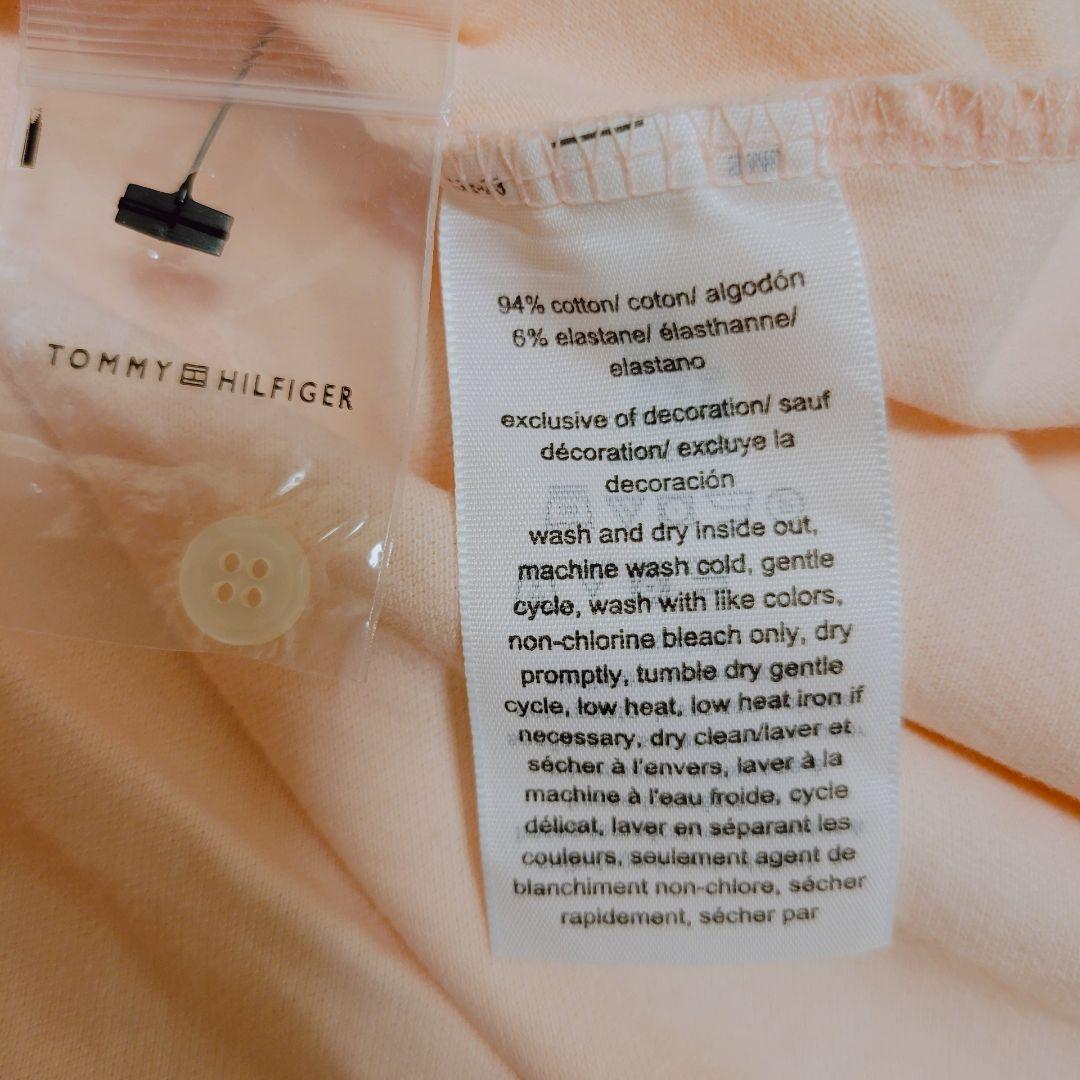 TOMMY HILFIGER
94% cotton/ coton/ algodón
6% elastane/ élasthanne/
elastano
exclusive of decoration/ sauf
décoration/ excluye la
decoración
wash and dry inside out,
machine wash cold, gentle
cycle, wash with like colors,
non-chlorine bleach only, dry
promptly, tumble dry gentle
cycle, low heat, low heat iron if
necessary, dry clean/laver et
sécher à l'envers, laver à la
machine à l'eau froide, cycle
délicat, laver en séparant les
couleurs, seulement agent de
blanchiment non-chlore, sécher
rapidement, sécher par